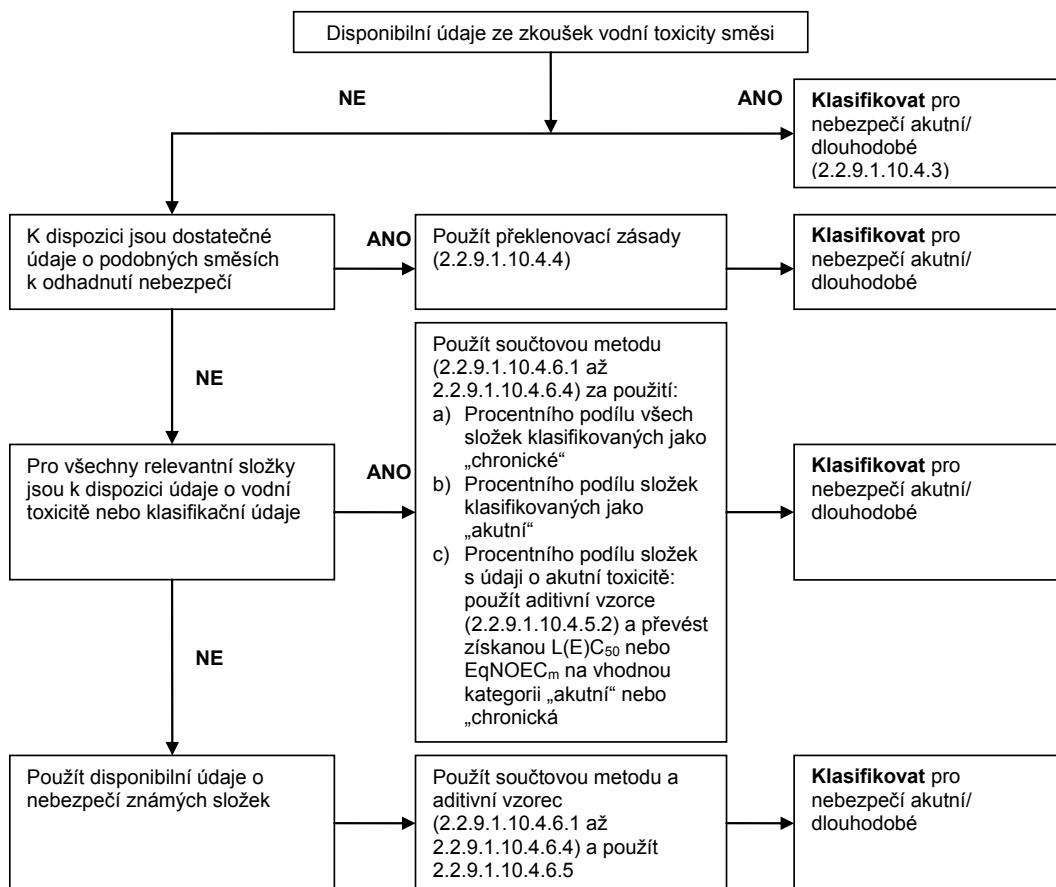 Disponibilní údaje ze zkoušek vodní toxicity směsi
NE
ANO
Klasifikovat pro
nebezpečí akutní/
dlouhodobé
(2.2.9.1.10.4.3)
K dispozici jsou dostatečné
údaje o podobných směsích
k odhadnutí nebezpečí
ANO
Použít překlenovací zásady
(2.2.9.1.10.4.4)
Klasifikovat pro
nebezpečí akutní/
dlouhodobé
NE
Pro všechny relevantní složky
jsou k dispozici údaje o vodní
toxicitě nebo klasifikační údaje
ANO
Použít součtovou metodu
(2.2.9.1.10.4.6.1 až
2.2.9.1.10.4.6.4) za použití:
a) Procentního podílu všech
složek klasifikovaných jako
„chronické“
b) Procentního podílu složek
klasifikovaných jako
„akutní“
c) Procentního podílu složek
s údaji o akutní toxicitě:
použít aditivní vzorce
(2.2.9.1.10.4.5.2) a převést
získanou L(E)C₅₀ nebo
EqNOECₘ na vhodnou
kategorii „akutní“ nebo
„chronická
Klasifikovat pro
nebezpečí akutní/
dlouhodobé
NE
Použít disponibilní údaje o
nebezpečí známých složek
Použít součtovou metodu a
aditivní vzorec
(2.2.9.1.10.4.6.1 až
2.2.9.1.10.4.6.4) a použít
2.2.9.1.10.4.6.5
Klasifikovat pro
nebezpečí akutní/
dlouhodobé